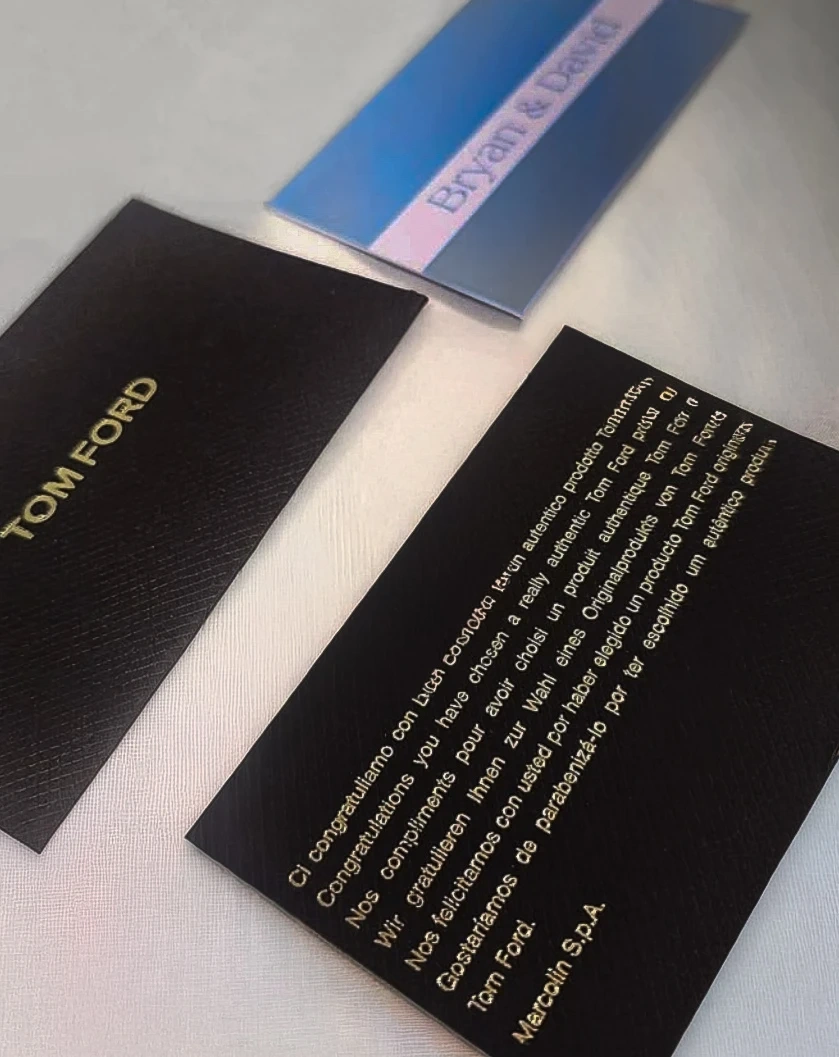 Bryan & David
TOM FORD
Ci congratuliamo con autentico prodotto
Congratulations you have chosen a really authentic Tom Ford
Nos compliments pour avoir choisi un produit authentique Tom
Wir gratulieren Ihnen zur Wahl eines Originalprodukts von Tom
Nos felicitamos con usted por haber elegido un producto Tom Ford
Gostaríamos de parabenizá-lo por ter escolhido um autêntico
Tom Ford.
Marcolin S.p.A.